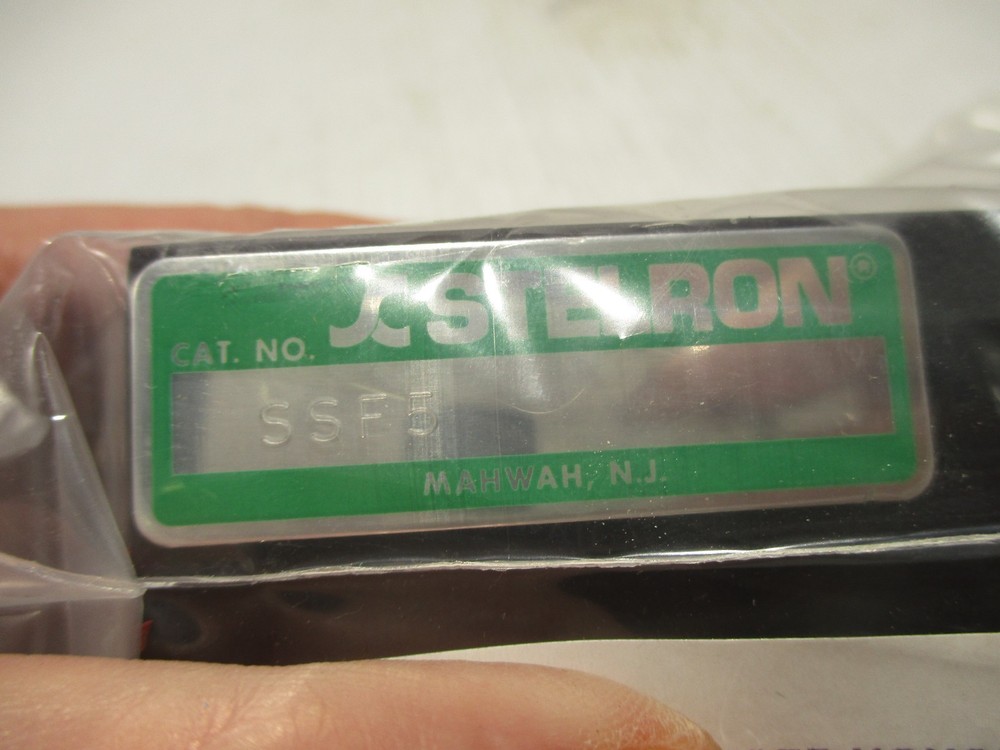 STELRON®
CAT. NO.
SSF5
MAHWAH, N.J.